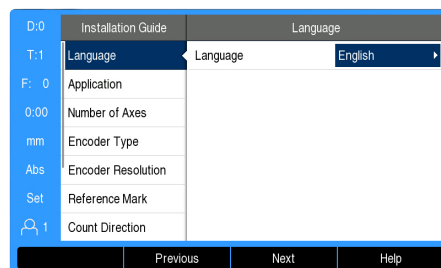 D:0 Installation Guide Language
T:1 Language Language English
F: 0 Application
0:00 Number of Axes
mm Encoder Type
Abs Encoder Resolution
Set Reference Mark
1 Count Direction
Previous Next Help